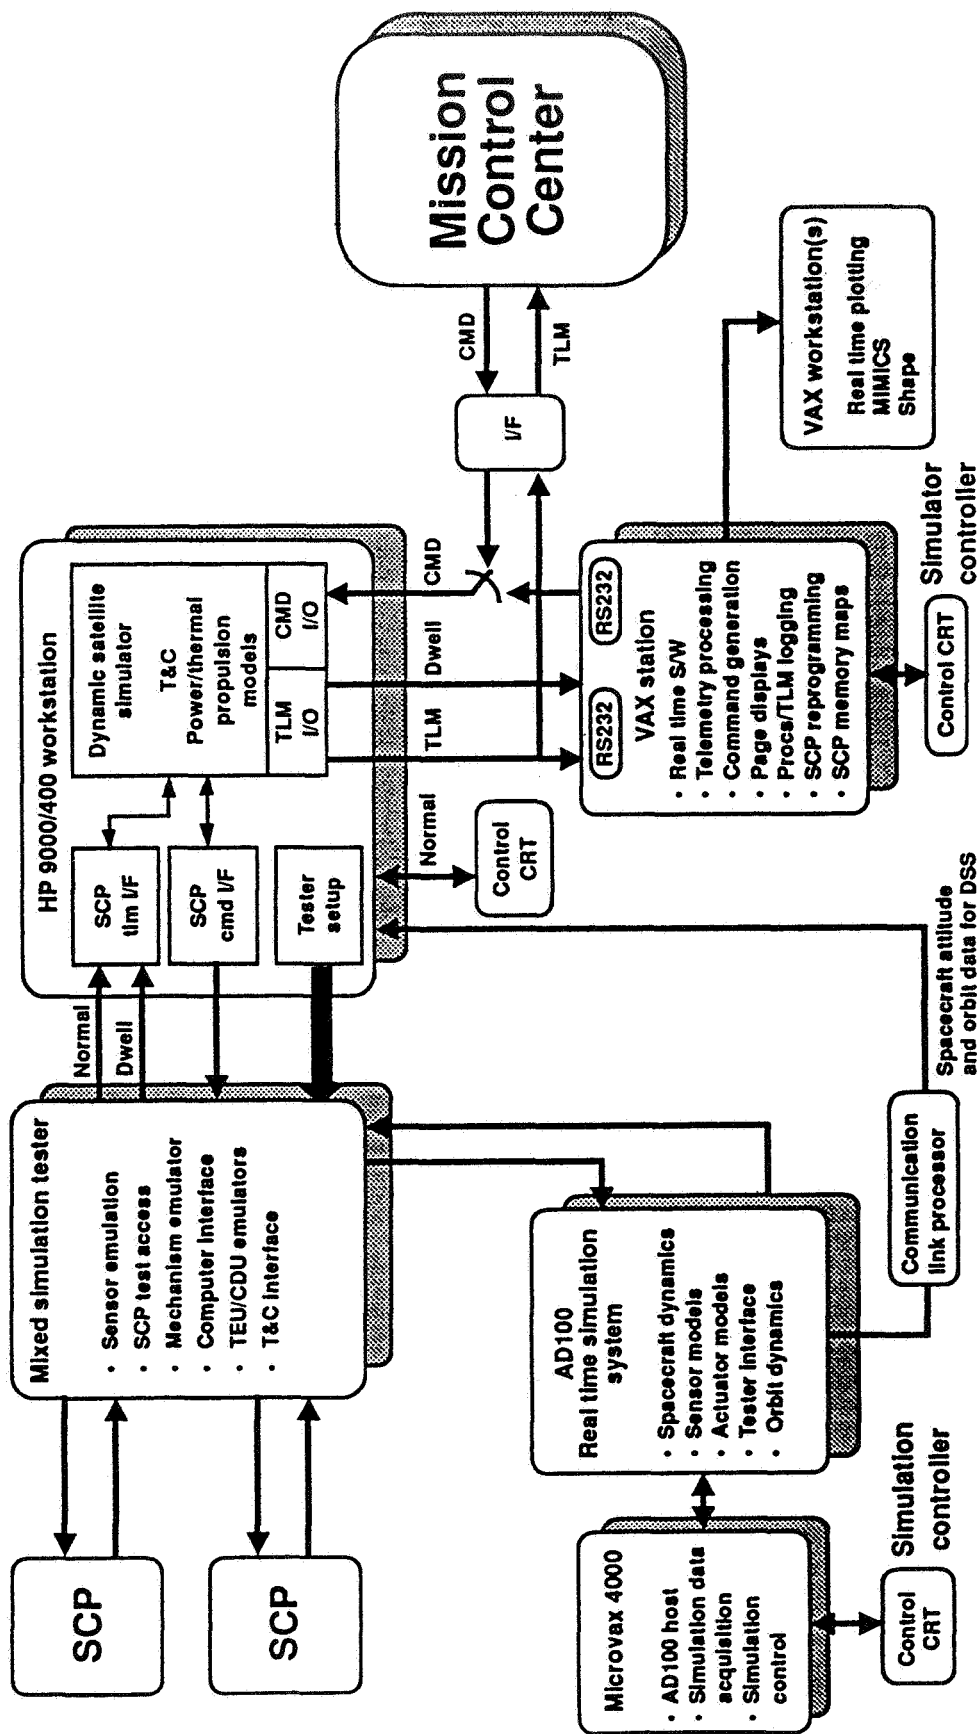 SCP
SCP
Mixed simulation tester
• Sensor emulation
• SCP test access
• Mechanism emulator
• Computer Interface
• TEU/CDU emulators
• T&C Interface
Normal
Dwell
HP 9000/400 workstation
SCP
tlm I/F
SCP
cmd I/F
Tester
setup
Dynamic satellite
simulator
T&C
Power/thermal
propulsion
models
TLM
I/O
CMD
I/O
Normal
Control
CRT
TLM
Dwell
CMD
I/F
CMD
TLM
Mission
Control
Center
Microvax 4000
• AD100 host
• Simulation data
acquisition
• Simulation
control
Control
CRT
Simulation
controller
AD100
Real time simulation
system
• Spacecraft dynamics
• Sensor models
• Actuator models
• Tester interface
• Orbit dynamics
Communication
link processor
Spacecraft attitude
and orbit data for DSS
RS232
RS232
VAX station
• Real time S/W
• Telemetry processing
• Command generation
• Page displays
• Procs/TLM logging
• SCP reprogramming
• SCP memory maps
Control CRT
Simulator
controller
VAX workstation(s)
Real time plotting
MIMICS
Shape